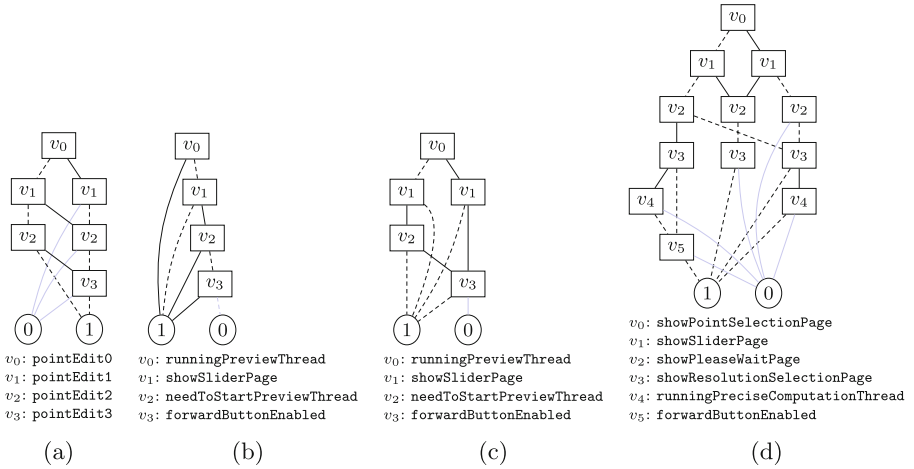 v0
v1 v1
v2 v2
v3
0 1
v0: pointEdit0
v1: pointEdit1
v2: pointEdit2
v3: pointEdit3
(a)
v0
v1
v2
v3
1 0
v0: runningPreviewThread
v1: showSliderPage
v2: needToStartPreviewThread
v3: forwardButtonEnabled
(b)
v0
v1 v1
v2
v3
1 0
v0: runningPreviewThread
v1: showSliderPage
v2: needToStartPreviewThread
v3: forwardButtonEnabled
(c)
v0
v1 v1
v2 v2 v2
v3 v3 v3
v4 v4
v5
1 0
v0: showPointSelectionPage
v1: showSliderPage
v2: showPleaseWaitPage
v3: showResolutionSelectionPage
v4: runningPreciseComputationThread
v5: forwardButtonEnabled
(d)